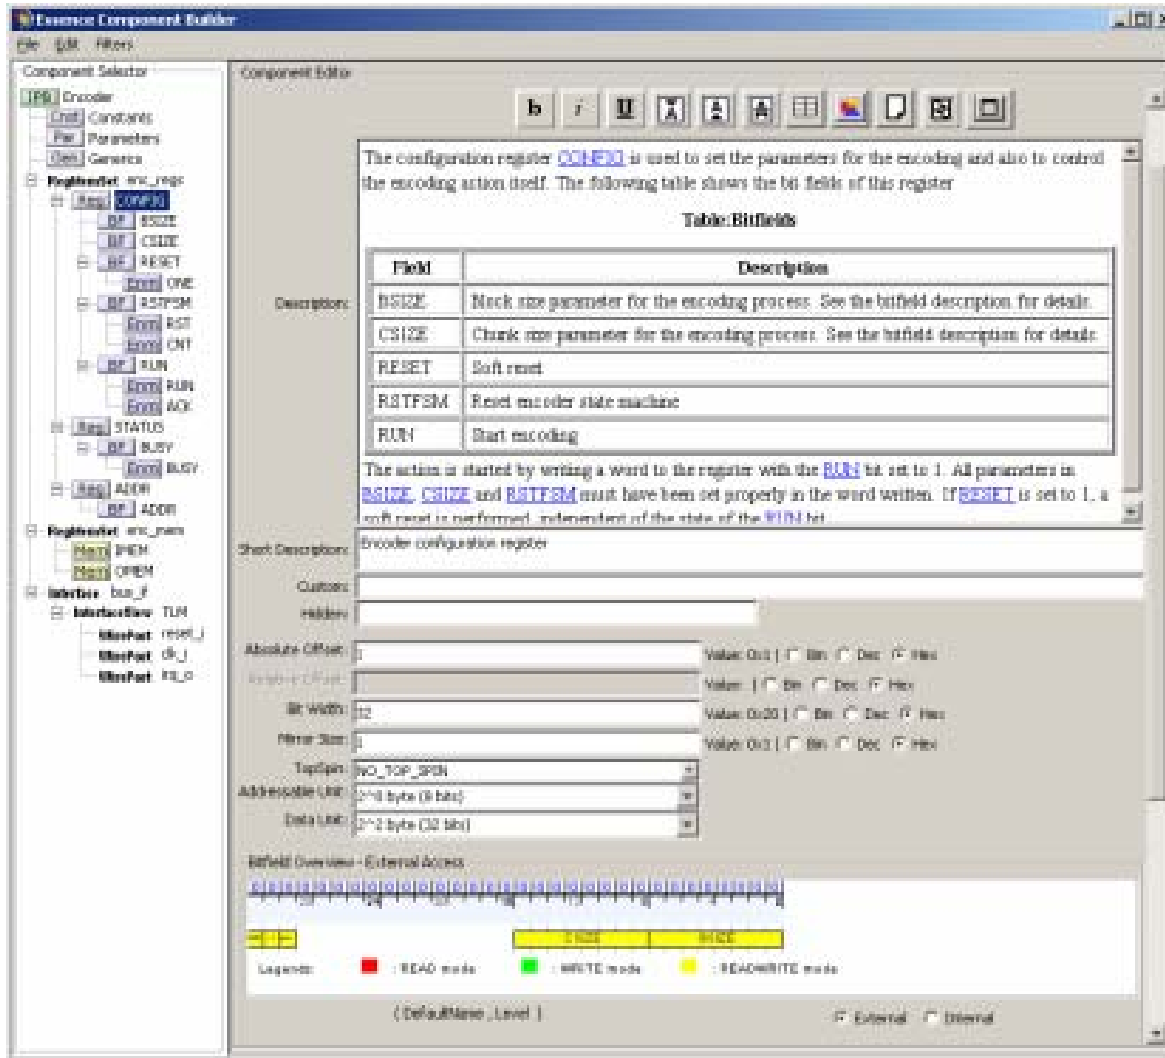 Essence Component Builder
File Edit Filters
Component Selector
IPB Encoder
Cnst Constants
Par Parameters
Gen Generics
RegItemSet enc_regs
Reg CONFIG
BF BSIZE
BF CSIZE
BF RESET
Enm ONE
BF RSTFSM
Enm RST
Enm CNT
BF RUN
Enm RUN
Enm ACK
Reg STATUS
BF BUSY
Enm BUSY
Reg ADDR
BF ADDR
RegItemSet enc_mem
Mem IMEM
Mem OMEM
Interface bus_if
InterfaceView TLM
WirePort reset_i
WirePort clk_i
WirePort irq_o
Component Editor
b i U
Description:
The configuration register CONFIG is used to set the parameters for the encoding and also to control
the encoding action itself. The following table shows the bit fields of this register
Table:Bitfields
Field Description
BSIZE Block size parameter for the encoding process. See the bitfield description for details.
CSIZE Chunk size parameter for the encoding process. See the bitfield description for details.
RESET Soft reset
RSTFSM Reset encoder state machine
RUN Start encoding
The action is started by writing a word to the register with the RUN bit set to 1. All parameters in
BSIZE, CSIZE and RSTFSM must have been set properly in the word written. If RESET is set to 1, a
soft reset is performed, independent of the state of the RUN bit
Short Description: Encoder configuration register
Custom:
Hidden:
Absolute Offset: 1 Value: 0x1 [ Bin Dec Hex
Relative Offset: Value: [ Bin Dec Hex
Bit Width: 32 Value: 0x20 [ Bin Dec Hex
Mirror Size: 1 Value: 0x1 [ Bin Dec Hex
TopSpin: NO_TOP_SPIN
Addressable Unit: 2^0 byte (8 bits)
Data Unit: 2^2 byte (32 bits)
Bitfield Overview - External Access
CSIZE BSIZE
Legends: : READ mode : WRITE mode : READWRITE mode
( DefaultName , Level )
External Internal